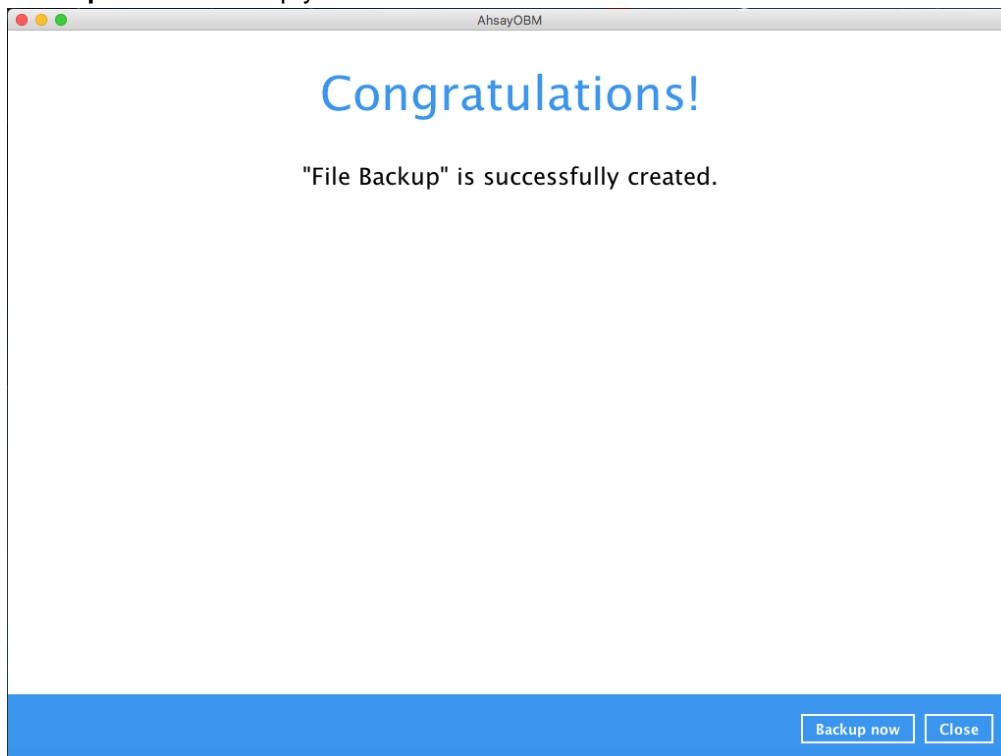 AhsayOBM
Congratulations!
"File Backup" is successfully created.
Backup now Close